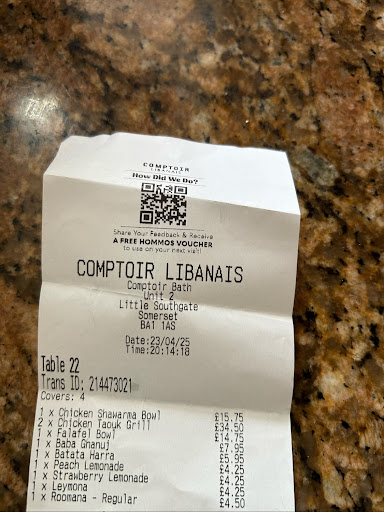 COMPTOIR
LIBANAIS
How Did We Do?
Share Your Feedback & Receive
A FREE HOMMOS VOUCHER
to use on your next visit!
COMPTOIR LIBANAIS
Comptoir Bath
Unit 2
Little Southgate
Somerset
BA1 1AS
Date:23/04/25
Time:20:14:18
Table 22
Trans ID: 214473021
Covers: 4
1 x Chicken Shawarma Bowl £15.75
2 x Chicken Taouk Grill £34.50
1 x Falafel Bowl £14.75
1 x Baba Ghanuj £7.95
1 x Batata Harra £5.95
1 x Peach Lemonade £4.25
1 x Strawberry Lemonade £4.25
1 x Leymona £4.25
1 x Roomana - Regular £4.50